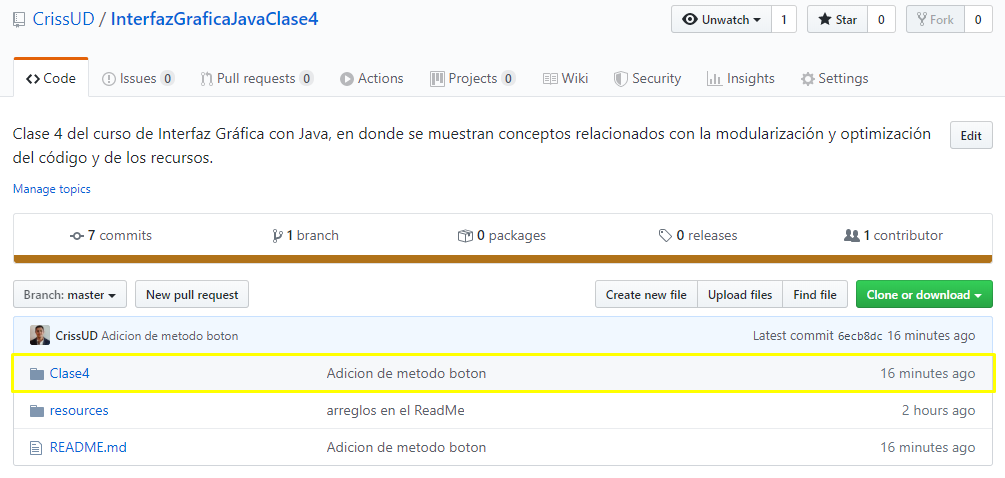 CrissUD / InterfazGraficaJavaClase4
Unwatch 1 Star 0 Fork 0
Code Issues 0 Pull requests 0 Actions Projects 0 Wiki Security Insights Settings
Clase 4 del curso de Interfaz Gráfica con Java, en donde se muestran conceptos relacionados con la modularización y optimización
del código y de los recursos.
Edit
Manage topics
7 commits 1 branch 0 packages 0 releases 1 contributor
Branch: master New pull request Create new file Upload files Find file Clone or download
CrissUD Adicion de metodo boton Latest commit 6ecb8dc 16 minutes ago
Clase4 Adicion de metodo boton 16 minutes ago
resources arreglos en el ReadMe 2 hours ago
README.md Adicion de metodo boton 16 minutes ago